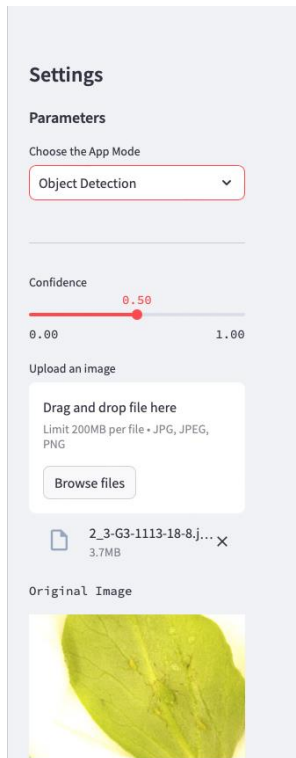 Settings
Parameters
Choose the App Mode
Object Detection
Confidence
0.50
0.00 1.00
Upload an image
Drag and drop file here
Limit 200MB per file • JPG, JPEG,
PNG
Browse files
2_3-G3-1113-18-8.j...
3.7MB
Original Image